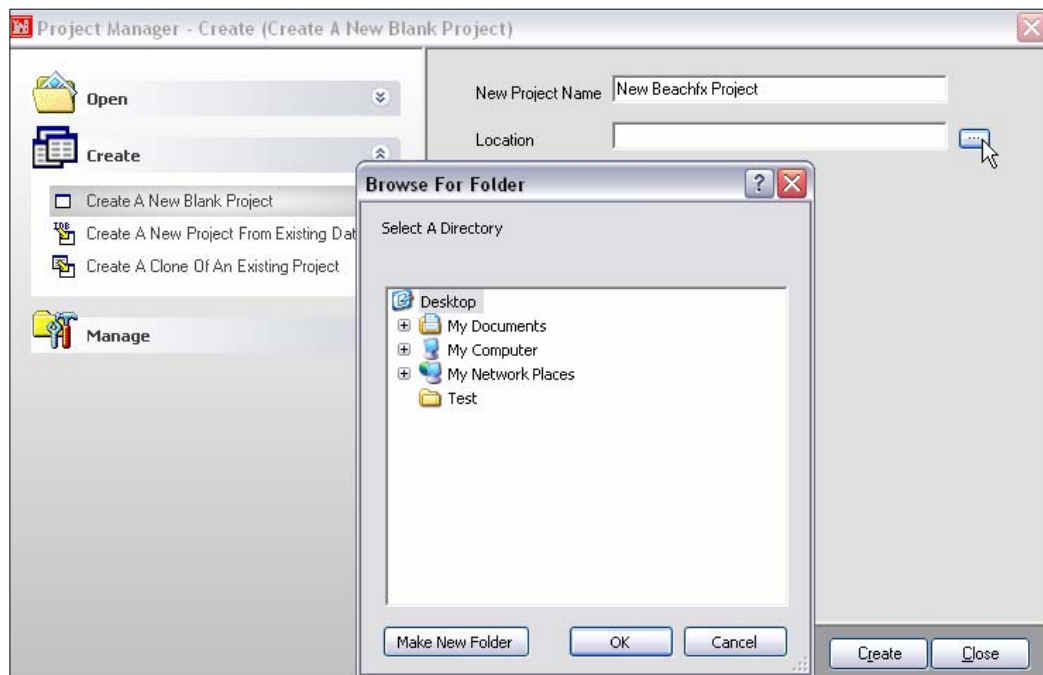 Project Manager - Create (Create A New Blank Project)
Open
Create
Create A New Blank Project
Create A New Project From Existing Dat
Create A Clone Of An Existing Project
Manage
New Project Name New Beachfx Project
Location ...
Browse For Folder ?
Select A Directory
Desktop
My Documents
My Computer
My Network Places
Test
Make New Folder OK Cancel
Create Close